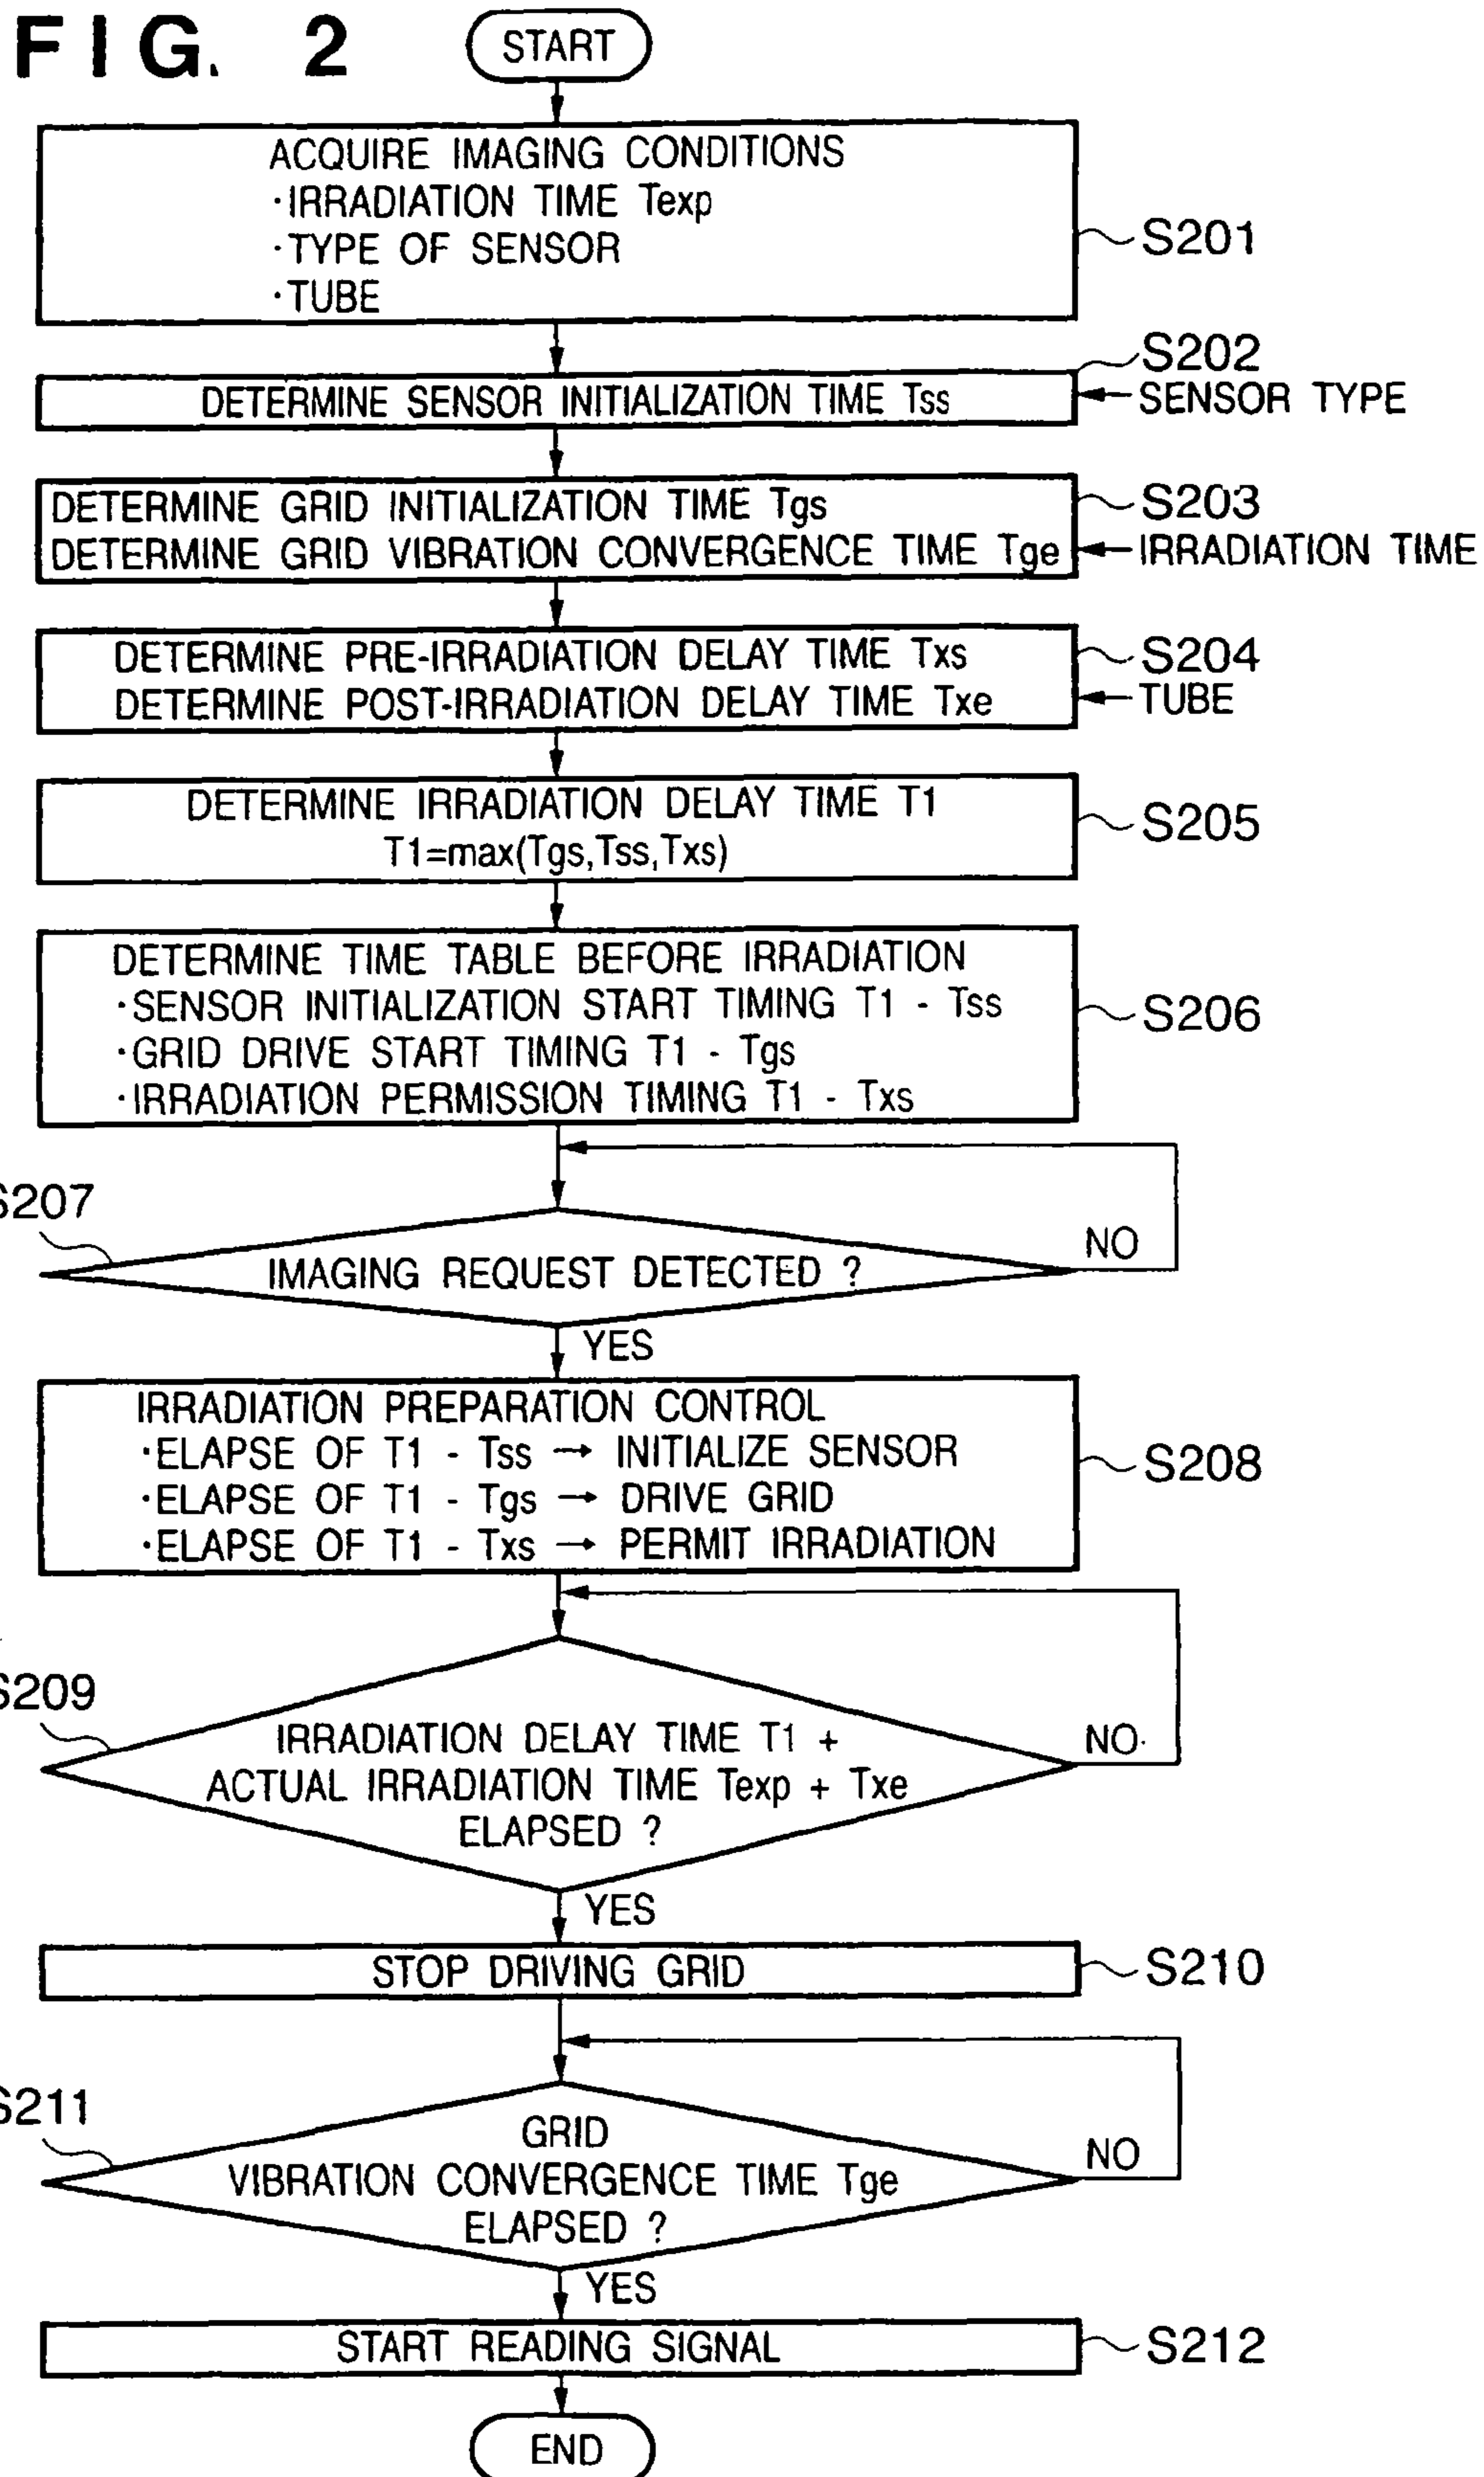 FIG. 2
START
ACQUIRE IMAGING CONDITIONS
·IRRADIATION TIME Texp
·TYPE OF SENSOR
·TUBE
S201
S202
DETERMINE SENSOR INITIALIZATION TIME Tss
SENSOR TYPE
DETERMINE GRID INITIALIZATION TIME Tgs
S203
DETERMINE GRID VIBRATION CONVERGENCE TIME Tge
IRRADIATION TIME
DETERMINE PRE-IRRADIATION DELAY TIME Txs
S204
DETERMINE POST-IRRADIATION DELAY TIME Txe
TUBE
DETERMINE IRRADIATION DELAY TIME T1
T1=max(Tgs,Tss,Txs)
S205
DETERMINE TIME TABLE BEFORE IRRADIATION
·SENSOR INITIALIZATION START TIMING T1 - Tss
·GRID DRIVE START TIMING T1 - Tgs
·IRRADIATION PERMISSION TIMING T1 - Txs
S206
S207
IMAGING REQUEST DETECTED ?
NO
YES
IRRADIATION PREPARATION CONTROL
·ELAPSE OF T1 - Tss → INITIALIZE SENSOR
·ELAPSE OF T1 - Tgs → DRIVE GRID
·ELAPSE OF T1 - Txs → PERMIT IRRADIATION
S208
S209
IRRADIATION DELAY TIME T1 +
ACTUAL IRRADIATION TIME Texp + Txe
ELAPSED ?
NO
YES
STOP DRIVING GRID
S210
S211
GRID
VIBRATION CONVERGENCE TIME Tge
ELAPSED ?
NO
YES
START READING SIGNAL
S212
END